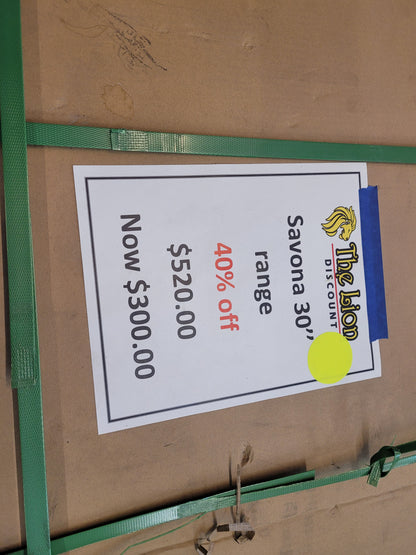 The Lion
DISCOUNT
Savona 30"
range
40% off
$520.00
Now $300.00